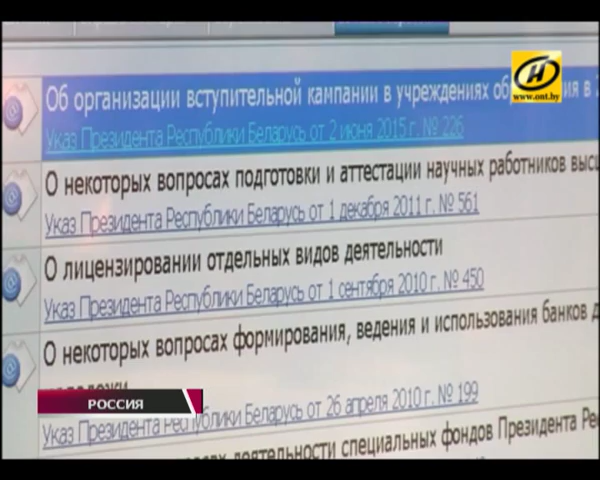 Об организации вступительной кампании в учреждениях об в 2
www.ont.by
Указ Президента Республики Беларусь от 2 июня 2015 г. № 226
О некоторых вопросах подготовки и аттестации научных работников высш
Указ Президента Республики Беларусь от 1 декабря 2011 г. № 561
О лицензировании отдельных видов деятельности
Указ Президента Республики Беларусь от 1 сентября 2010 г. № 450
О некоторых вопросах формирования, ведения и использования банков д
РОССИЯ
Указ Президента Республики Беларусь от 26 апреля 2010 г. № 199
деятельности специальных фондов Президента Рес